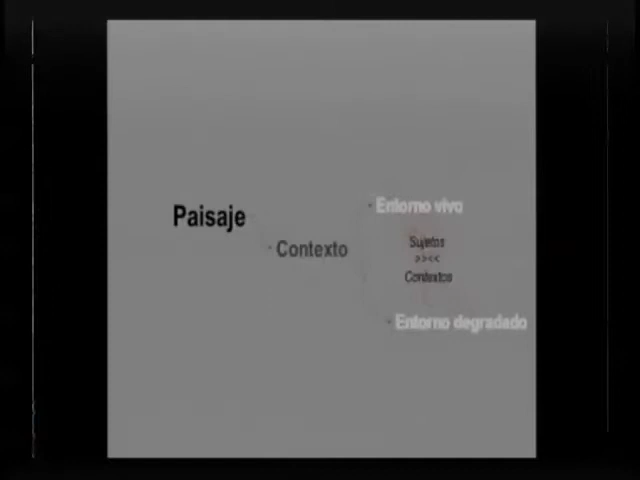 Paisaje
Contexto
Entorno vivo
Sujetos
>><<
Contextos
Entorno degradado